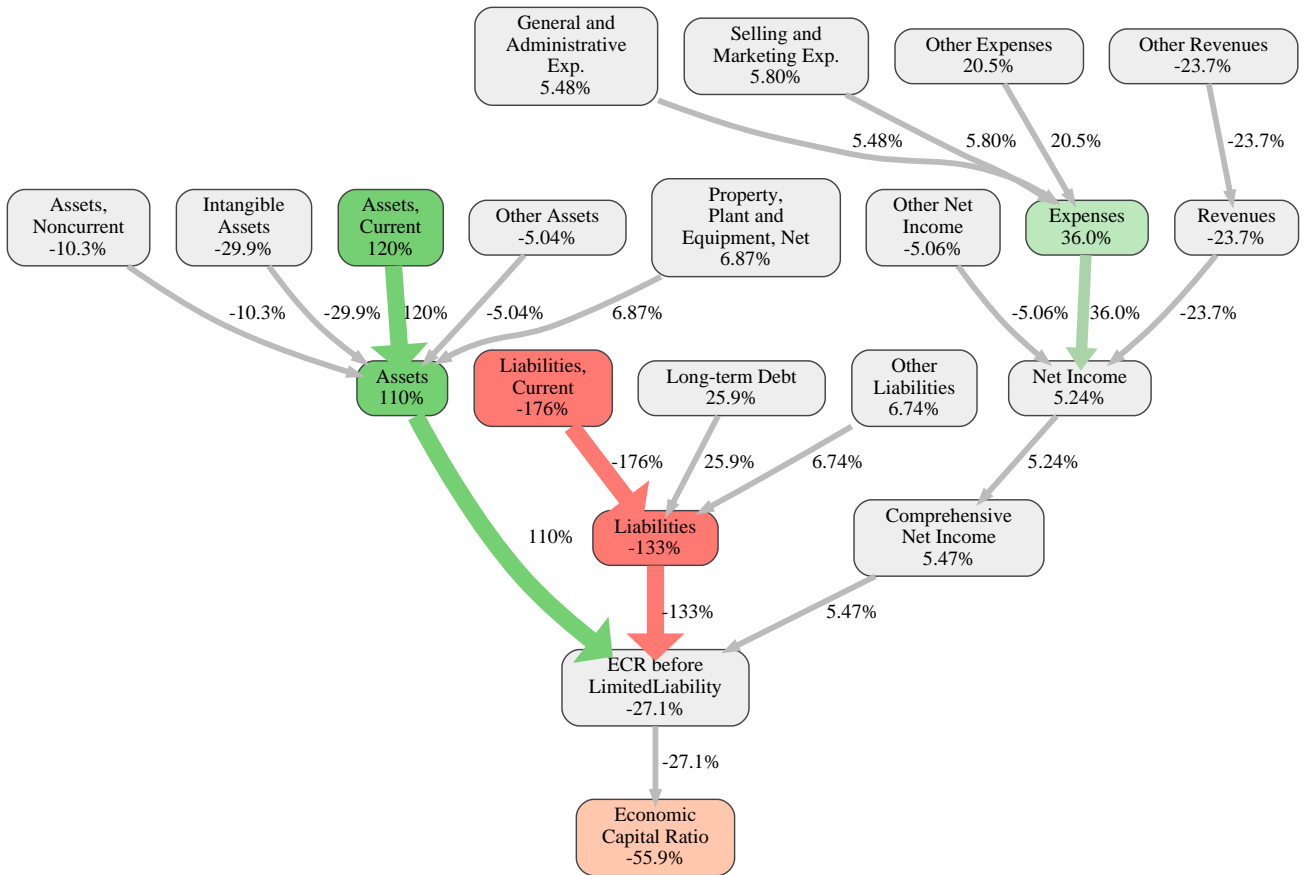 General and
Administrative
Exp.
5.48%
Selling and
Marketing Exp.
5.80%
Other Expenses
20.5%
Other Revenues
-23.7%
5.48%
5.80%
20.5%
-23.7%
Assets,
Noncurrent
-10.3%
Intangible
Assets
-29.9%
Assets,
Current
120%
Other Assets
-5.04%
Property,
Plant and
Equipment, Net
6.87%
Other Net
Income
-5.06%
Expenses
36.0%
Revenues
-23.7%
-10.3%
-29.9%
120%
-5.04%
6.87%
-5.06%
36.0%
-23.7%
Assets
110%
Liabilities,
Current
-176%
Long-term Debt
25.9%
Other
Liabilities
6.74%
Net Income
5.24%
-176%
25.9%
6.74%
5.24%
110%
Liabilities
-133%
Comprehensive
Net Income
5.47%
-133%
5.47%
ECR before
LimitedLiability
-27.1%
-27.1%
Economic
Capital Ratio
-55.9%